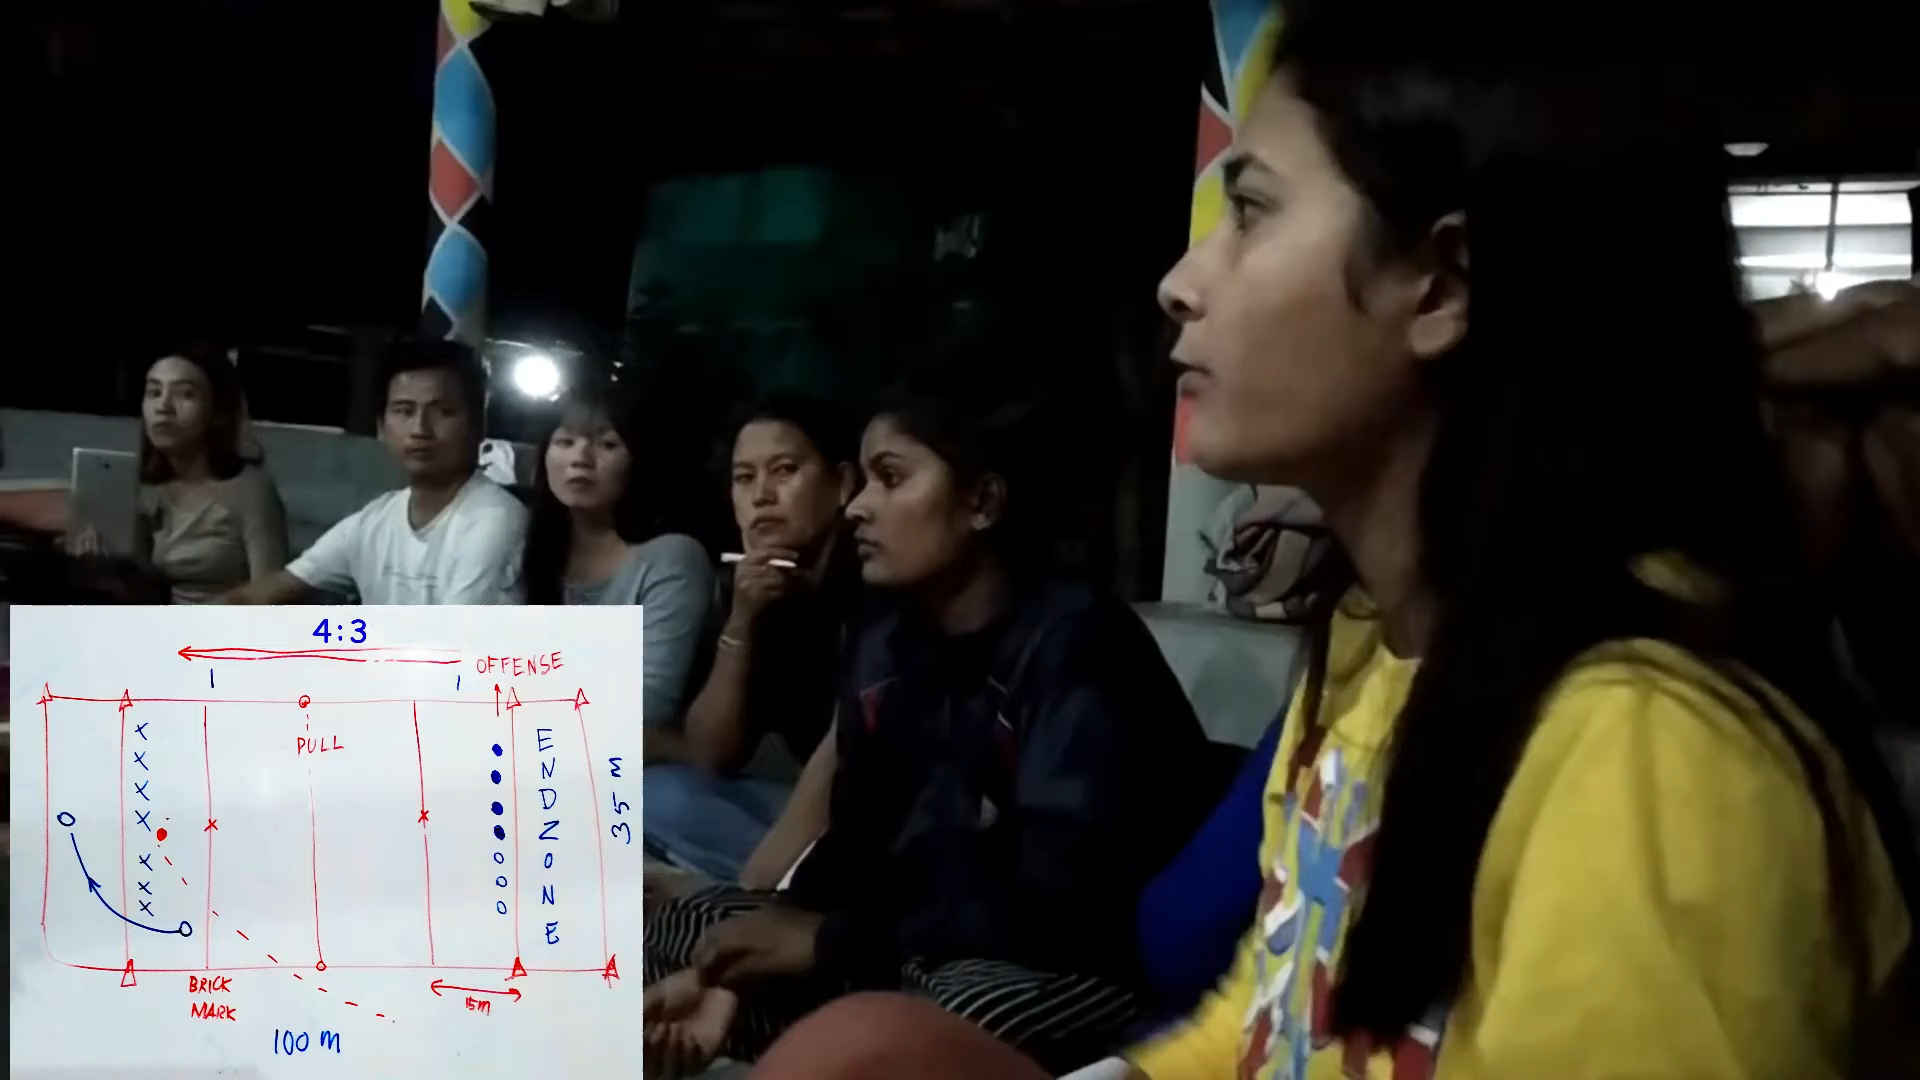 4:3
OFFENSE
PULL
ENDZONE
35 M
BRICK
MARK
15m
100 m